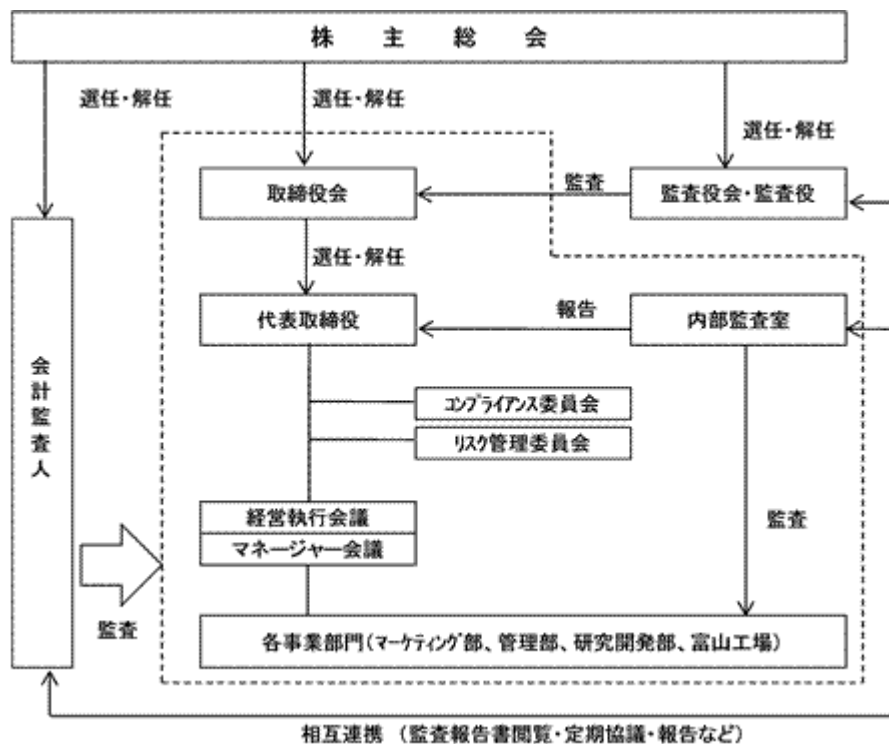 株主総会
選任・解任
選任・解任
選任・解任
取締役会
監査
監査役会・監査役
選任・解任
代表取締役
報告
内部監査室
会計監査人
コンプライアンス委員会
リスク管理委員会
経営執行会議
マネージャー会議
監査
監査
各事業部門(マーケティング部、管理部、研究開発部、富山工場)
相互連携 (監査報告書閲覧・定期協議・報告など)